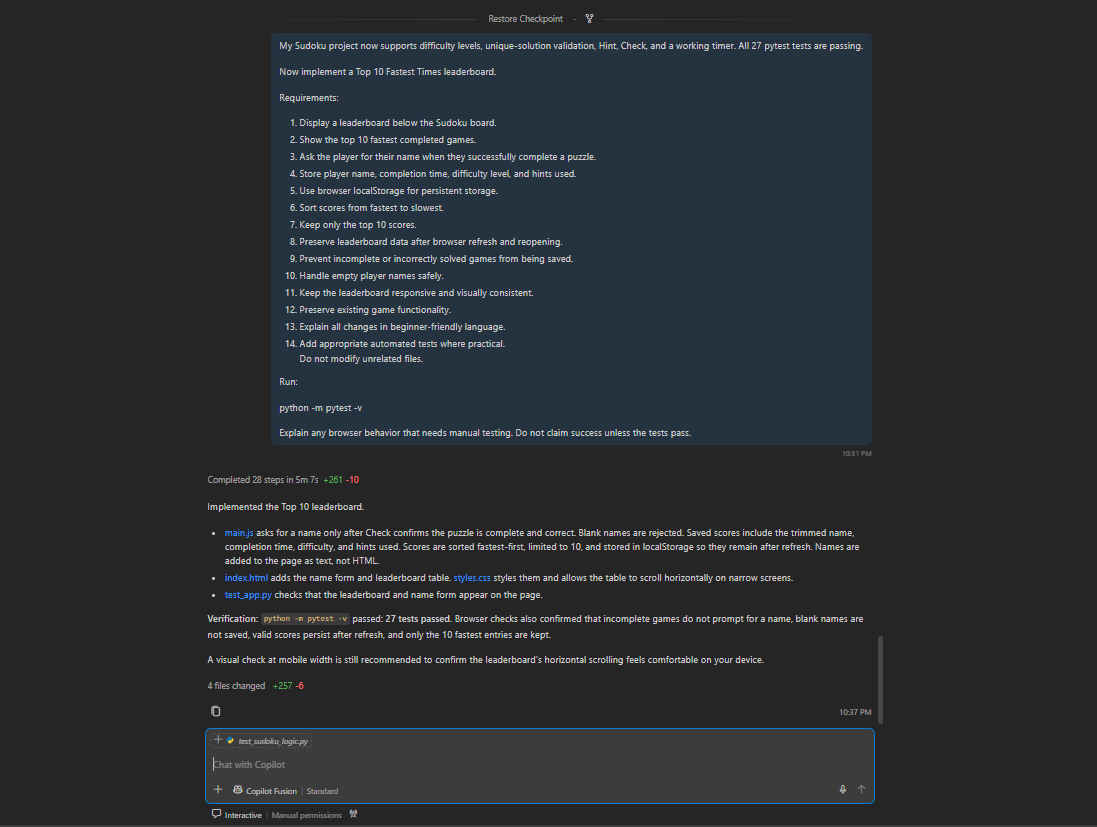 Restore Checkpoint ·
My Sudoku project now supports difficulty levels, unique-solution validation, Hint, Check, and a working timer. All 27 pytest tests are passing.
Now implement a Top 10 Fastest Times leaderboard.
Requirements:
1. Display a leaderboard below the Sudoku board.
2. Show the top 10 fastest completed games.
3. Ask the player for their name when they successfully complete a puzzle.
4. Store player name, completion time, difficulty level, and hints used.
5. Use browser localStorage for persistent storage.
6. Sort scores from fastest to slowest.
7. Keep only the top 10 scores.
8. Preserve leaderboard data after browser refresh and reopening.
9. Prevent incomplete or incorrectly solved games from being saved.
10. Handle empty player names safely.
11. Keep the leaderboard responsive and visually consistent.
12. Preserve existing game functionality.
13. Explain all changes in beginner-friendly language.
14. Add appropriate automated tests where practical.
Do not modify unrelated files.
Run:
python -m pytest -v
Explain any browser behavior that needs manual testing. Do not claim success unless the tests pass.
10:31 PM
Completed 28 steps in 5m 7s +261 -10
Implemented the Top 10 leaderboard.
• main.js asks for a name only after Check confirms the puzzle is complete and correct. Blank names are rejected. Saved scores include the trimmed name,
completion time, difficulty, and hints used. Scores are sorted fastest-first, limited to 10, and stored in localStorage so they remain after refresh. Names are
added to the page as text, not HTML.
• index.html adds the name form and leaderboard table. styles.css styles them and allows the table to scroll horizontally on narrow screens.
• test_app.py checks that the leaderboard and name form appear on the page.
Verification: python -m pytest -v passed: 27 tests passed. Browser checks also confirmed that incomplete games do not prompt for a name, blank names are
not saved, valid scores persist after refresh, and only the 10 fastest entries are kept.
A visual check at mobile width is still recommended to confirm the leaderboard's horizontal scrolling feels comfortable on your device.
4 files changed +257 -6
10:37 PM
test_sudoku_logic.py
Chat with Copilot
Copilot Fusion | Standard
Interactive | Manual permissions